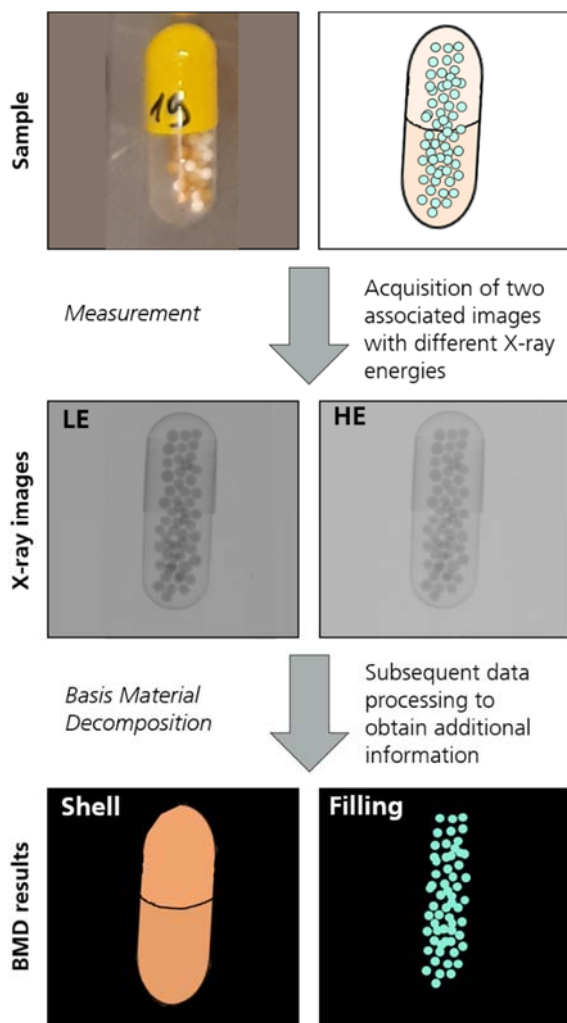 Sample
19
Measurement
Acquisition of two
associated images
with different X-ray
energies
X-ray images
LE
HE
Basis Material
Decomposition
Subsequent data
processing to
obtain additional
information
BMD results
Shell
Filling